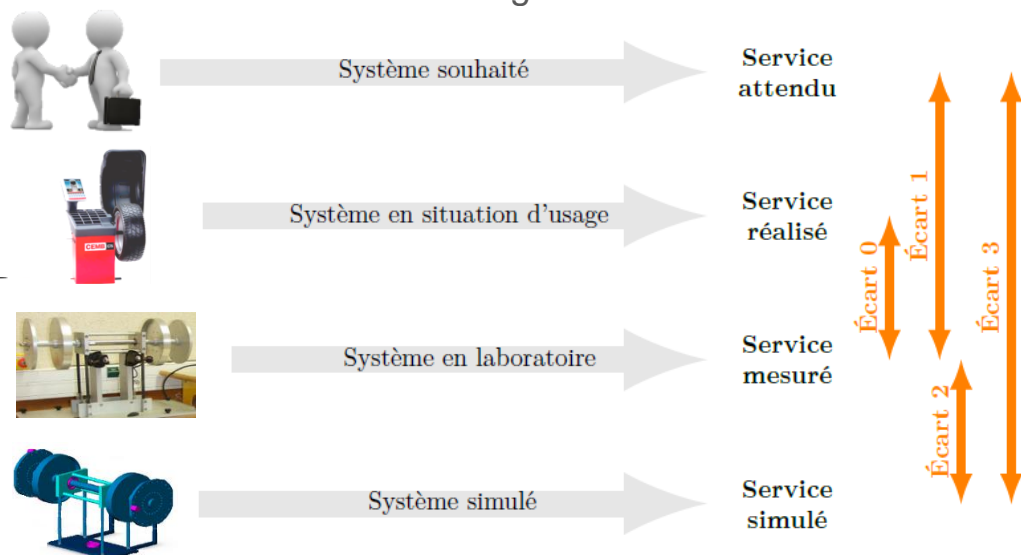 Système souhaité
Service
attendu
Système en situation d'usage
Service
réalisé
CEMB
Système en laboratoire
Service
mesuré
Système simulé
Service
simulé
Écart 0
Écart 1
Écart 2
Écart 3